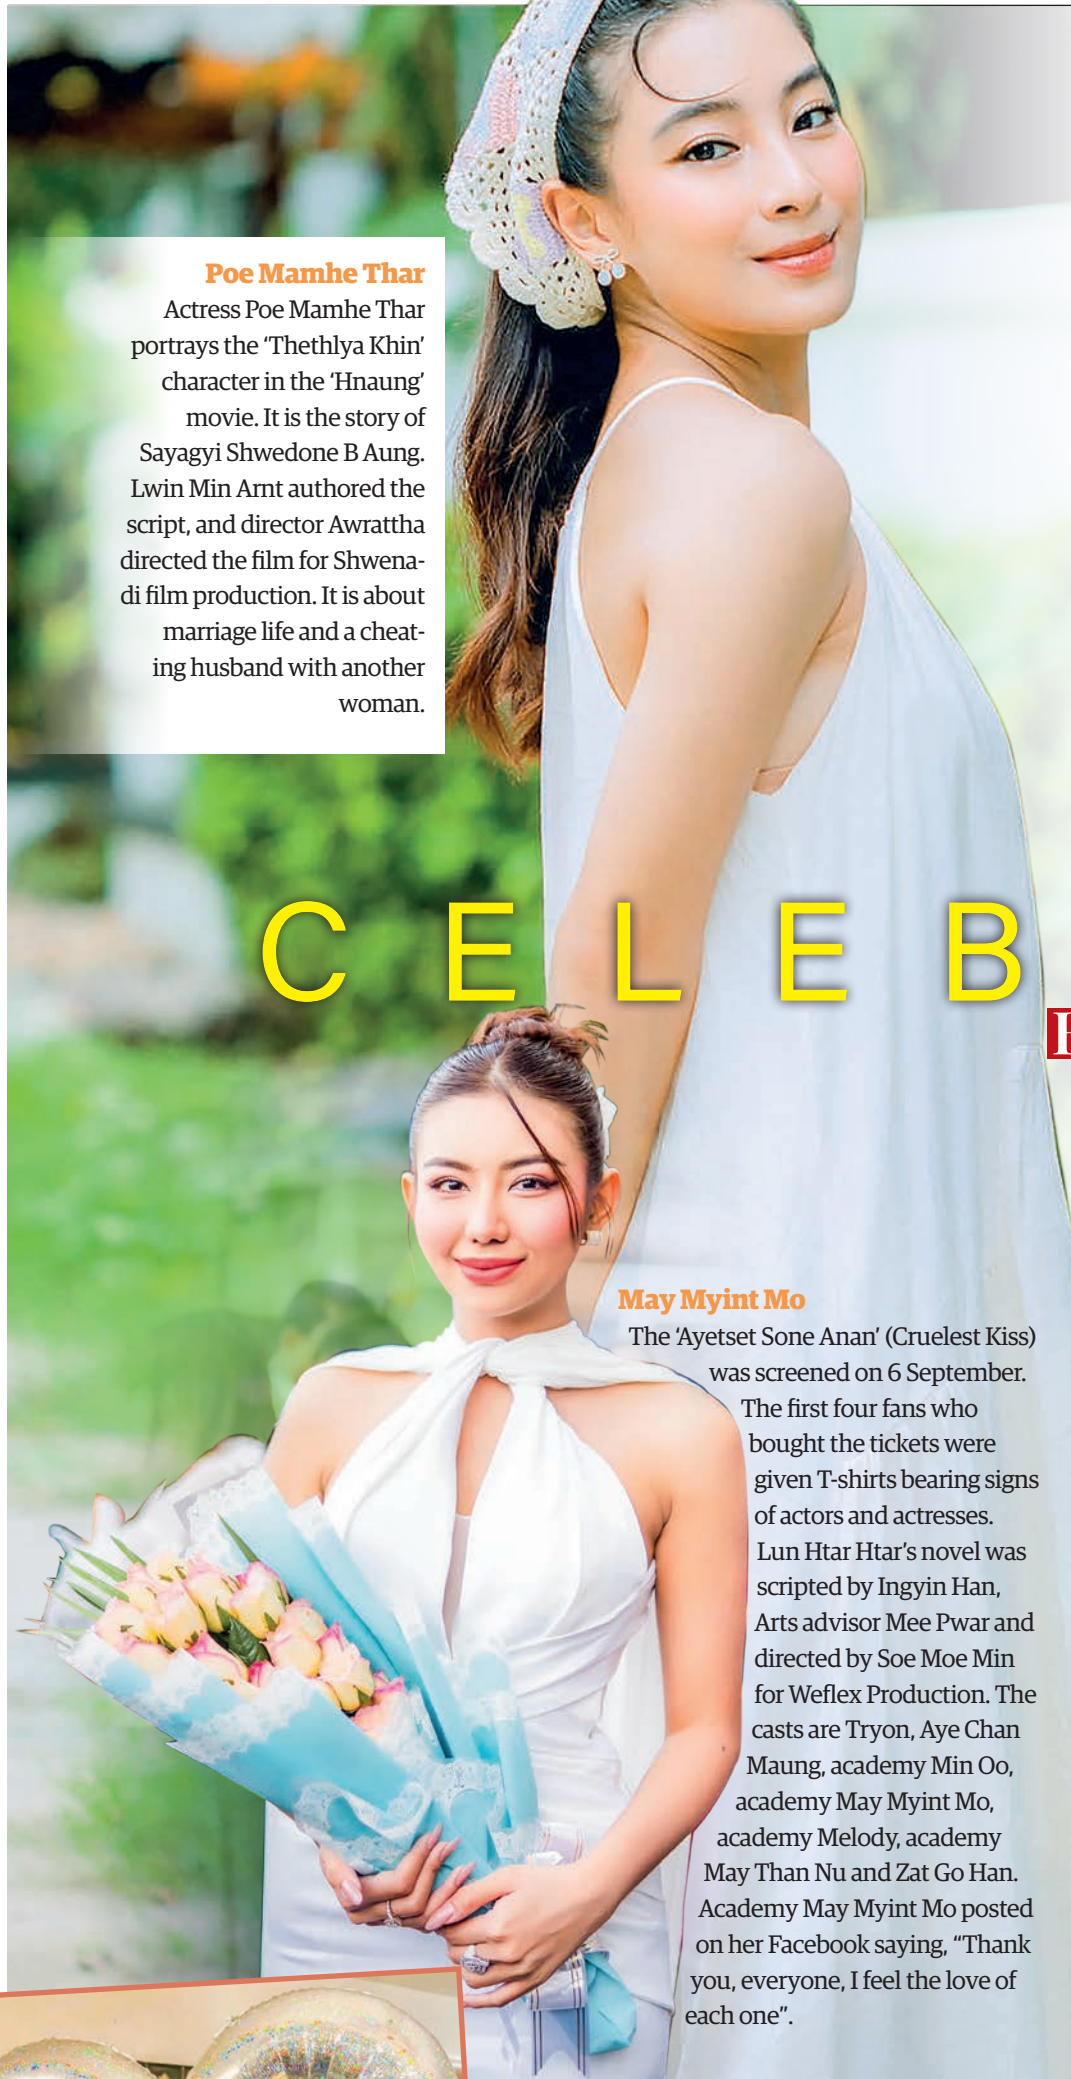 Poe Mamhe Thar
Actress Poe Mamhe Thar
portrays the ‘Thethlya Khin’
character in the ‘Hnaung’
movie. It is the story of
Sayagyi Shwedone B Aung.
Lwin Min Arnt authored the
script, and director Awrattha
directed the film for Shwena-
di film production. It is about
marriage life and a cheat-
ing husband with another
woman.
C E L E B
May Myint Mo
The ‘Ayetset Sone Anan’ (Cruelest Kiss)
was screened on 6 September.
The first four fans who
bought the tickets were
given T-shirts bearing signs
of actors and actresses.
Lun Htar Htar’s novel was
scripted by Ingyin Han,
Arts advisor Mee Pwar and
directed by Soe Moe Min
for Weflex Production. The
casts are Tryon, Aye Chan
Maung, academy Min Oo,
academy May Myint Mo,
academy Melody, academy
May Than Nu and Zat Go Han.
Academy May Myint Mo posted
on her Facebook saying, “Thank
you, everyone, I feel the love of
each one”.